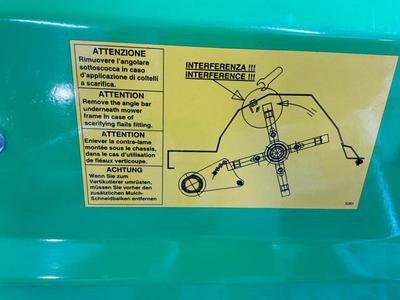 ATTENZIONE
Rimuovere l'angolare
sottoscocca in caso
d'applicazione di coltelli
a scarifica.
ATTENTION
Remove the angle bar
underneath mower
frame in case of
scarifying flails fitting.
ATTENTION
Enlever la contre-lame
montée sous le chassis,
dans le cas d'utilisation
de fléaux verticoupe.
ACHTUNG
Wenn Sie zum
Vertikutierer umrüsten,
müssen Sie vorher den
zusätzlichen Mulch-
Schneidbalken entfernen
INTERFERENZA !!!
INTERFERENCE !!!